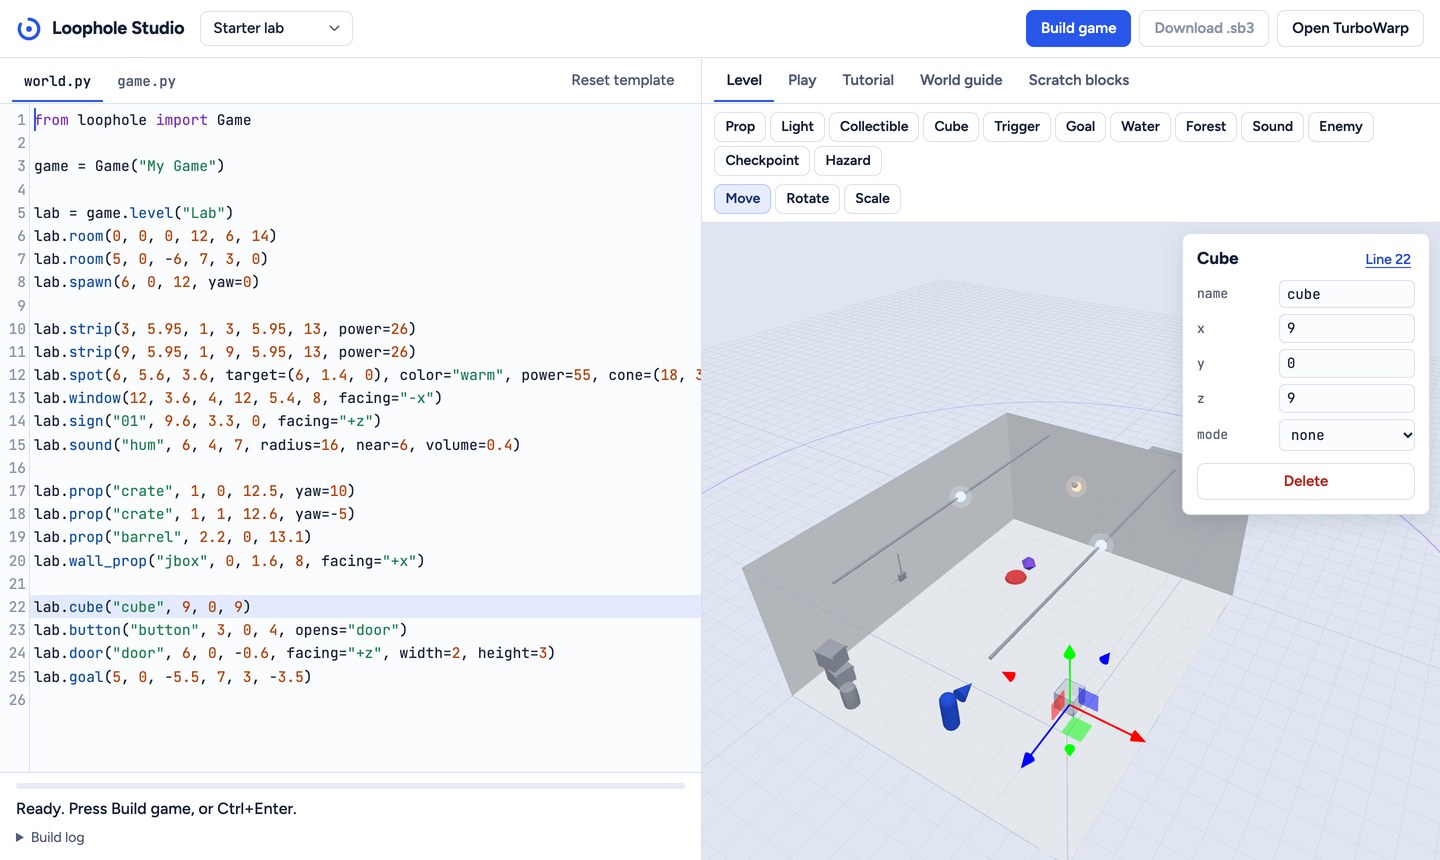 Loophole Studio
Starter lab
Build game
Download .sb3
Open TurboWarp
world.py
game.py
Reset template
1 from loophole import Game
2
3 game = Game("My Game")
4
5 lab = game.level("Lab")
6 lab.room(0, 0, 0, 12, 6, 14)
7 lab.room(5, 0, -6, 7, 3, 0)
8 lab.spawn(6, 0, 12, yaw=0)
9
10 lab.strip(3, 5.95, 1, 3, 5.95, 13, power=26)
11 lab.strip(9, 5.95, 1, 9, 5.95, 13, power=26)
12 lab.spot(6, 5.6, 3.6, target=(6, 1.4, 0), color="warm", power=55, cone=(18, 3
13 lab.window(12, 3.6, 4, 12, 5.4, 8, facing="-x")
14 lab.sign("01", 9.6, 3.3, 0, facing="+z")
15 lab.sound("hum", 6, 4, 7, radius=16, near=6, volume=0.4)
16
17 lab.prop("crate", 1, 0, 12.5, yaw=10)
18 lab.prop("crate", 1, 1, 12.6, yaw=-5)
19 lab.prop("barrel", 2.2, 0, 13.1)
20 lab.wall_prop("jbox", 0, 1.6, 8, facing="+x")
21
22 lab.cube("cube", 9, 0, 9)
23 lab.button("button", 3, 0, 4, opens="door")
24 lab.door("door", 6, 0, -0.6, facing="+z", width=2, height=3)
25 lab.goal(5, 0, -5.5, 7, 3, -3.5)
26
Ready. Press Build game, or Ctrl+Enter.
Build log
Level
Play
Tutorial
World guide
Scratch blocks
Prop
Light
Collectible
Cube
Trigger
Goal
Water
Forest
Sound
Enemy
Checkpoint
Hazard
Move
Rotate
Scale
Cube
Line 22
name cube
x 9
y 0
z 9
mode none
Delete